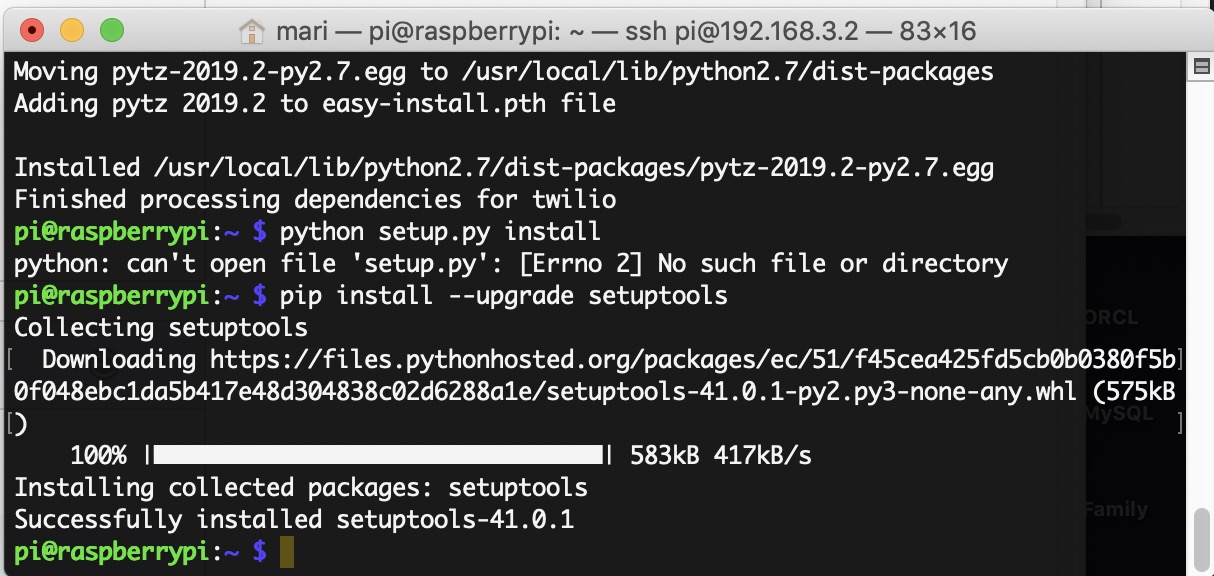 mari — pi@raspberrypi: ~ — ssh pi@192.168.3.2 — 83×16
Moving pytz-2019.2-py2.7.egg to /usr/local/lib/python2.7/dist-packages
Adding pytz 2019.2 to easy-install.pth file
Installed /usr/local/lib/python2.7/dist-packages/pytz-2019.2-py2.7.egg
Finished processing dependencies for twilio
pi@raspberrypi:~ $ python setup.py install
python: can't open file 'setup.py': [Errno 2] No such file or directory
pi@raspberrypi:~ $ pip install --upgrade setuptools
Collecting setuptools
ORCL
[  Downloading https://files.pythonhosted.org/packages/ec/51/f45cea425fd5cb0b0380f5b]
0f048ebc1da5b417e48d304838c02d6288a1e/setuptools-41.0.1-py2.py3-none-any.whl (575kB
MySQL
[) ]
100% || 583kB 417kB/s
Installing collected packages: setuptools
Family
Successfully installed setuptools-41.0.1
pi@raspberrypi:~ $